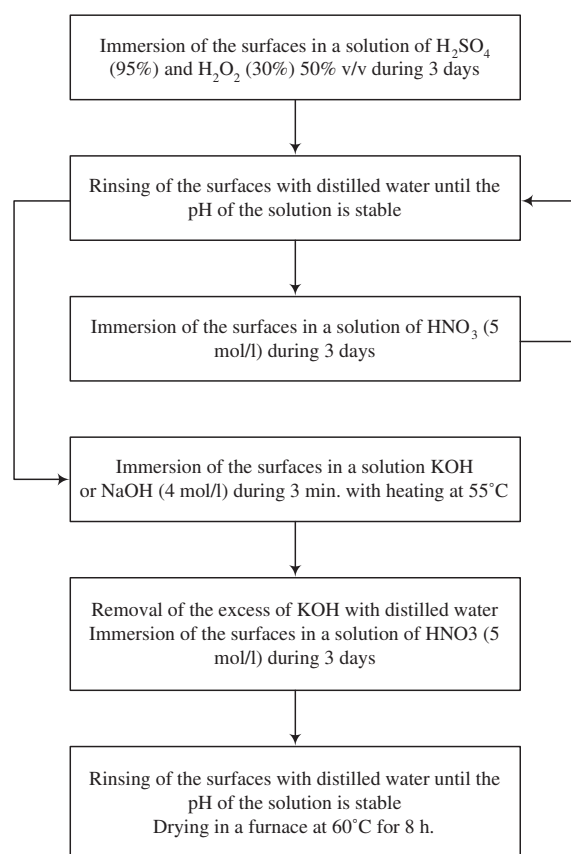 Immersion of the surfaces in a solution of H₂SO₄
(95%) and H₂O₂ (30%) 50% v/v during 3 days
Rinsing of the surfaces with distilled water until the
pH of the solution is stable
Immersion of the surfaces in a solution of HNO₃ (5
mol/l) during 3 days
Immersion of the surfaces in a solution KOH
or NaOH (4 mol/l) during 3 min. with heating at 55°C
Removal of the excess of KOH with distilled water
Immersion of the surfaces in a solution of HNO3 (5
mol/l) during 3 days
Rinsing of the surfaces with distilled water until the
pH of the solution is stable
Drying in a furnace at 60°C for 8 h.